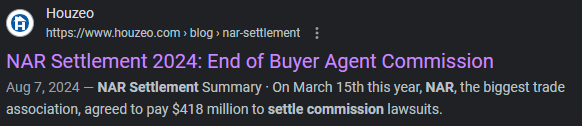 Houzeo
https://www.houzeo.com › blog › nar-settlement
NAR Settlement 2024: End of Buyer Agent Commission
Aug 7, 2024 — NAR Settlement Summary · On March 15th this year, NAR, the biggest trade
association, agreed to pay $418 million to settle commission lawsuits.